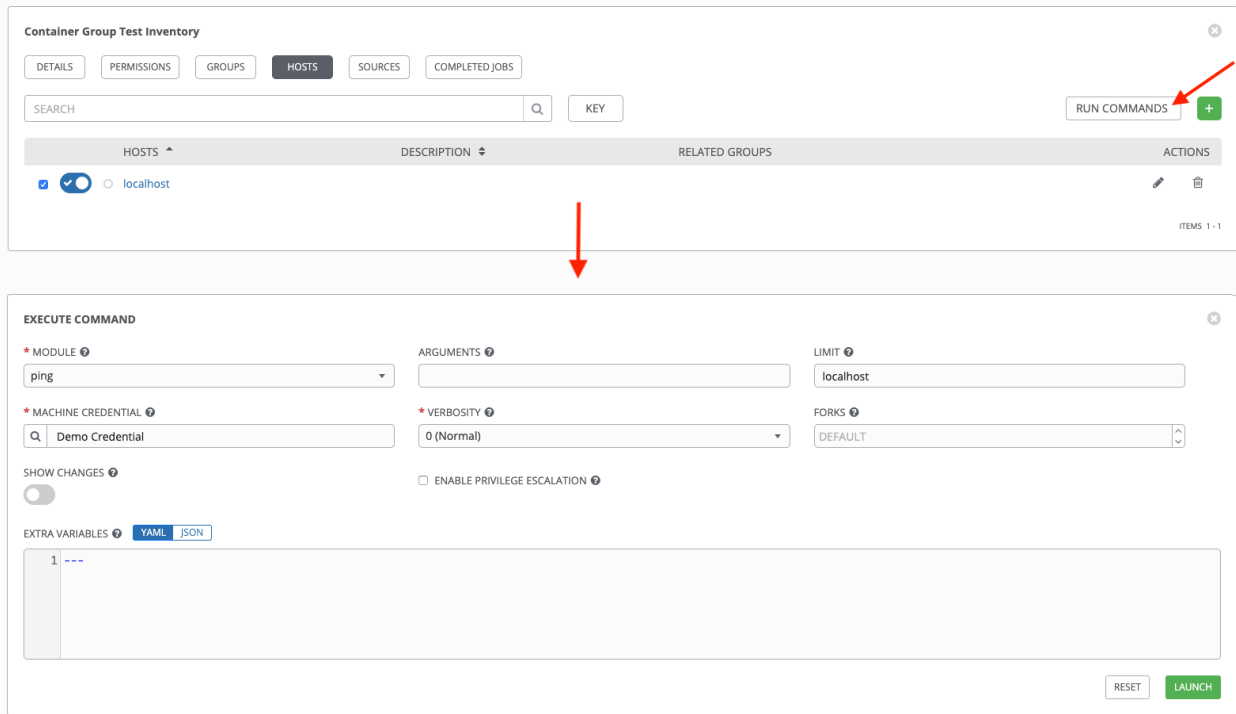 Container Group Test Inventory
DETAILS PERMISSIONS GROUPS HOSTS SOURCES COMPLETED JOBS
SEARCH KEY RUN COMMANDS +
HOSTS DESCRIPTION RELATED GROUPS ACTIONS
localhost
ITEMS 1 - 1
EXECUTE COMMAND
* MODULE ? ARGUMENTS ? LIMIT ?
ping localhost
* MACHINE CREDENTIAL ? * VERBOSITY ? FORKS ?
Demo Credential 0 (Normal) DEFAULT
SHOW CHANGES ? ENABLE PRIVILEGE ESCALATION ?
EXTRA VARIABLES ? YAML JSON
1 ---
RESET LAUNCH